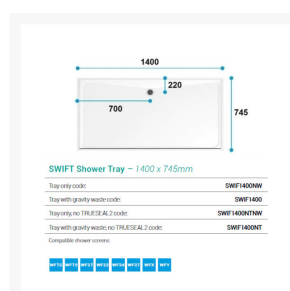 1400
220
700
745
SWIFT Shower Tray – 1400 x 745mm
Tray only code: SWIF1400NW
Tray with gravity waste code: SWIF1400
Tray only, no TRUESEAL2 code: SWIF1400NTNW
Tray with gravity waste, no TRUESEAL2 code: SWIF1400NT
Compatible shower screens: